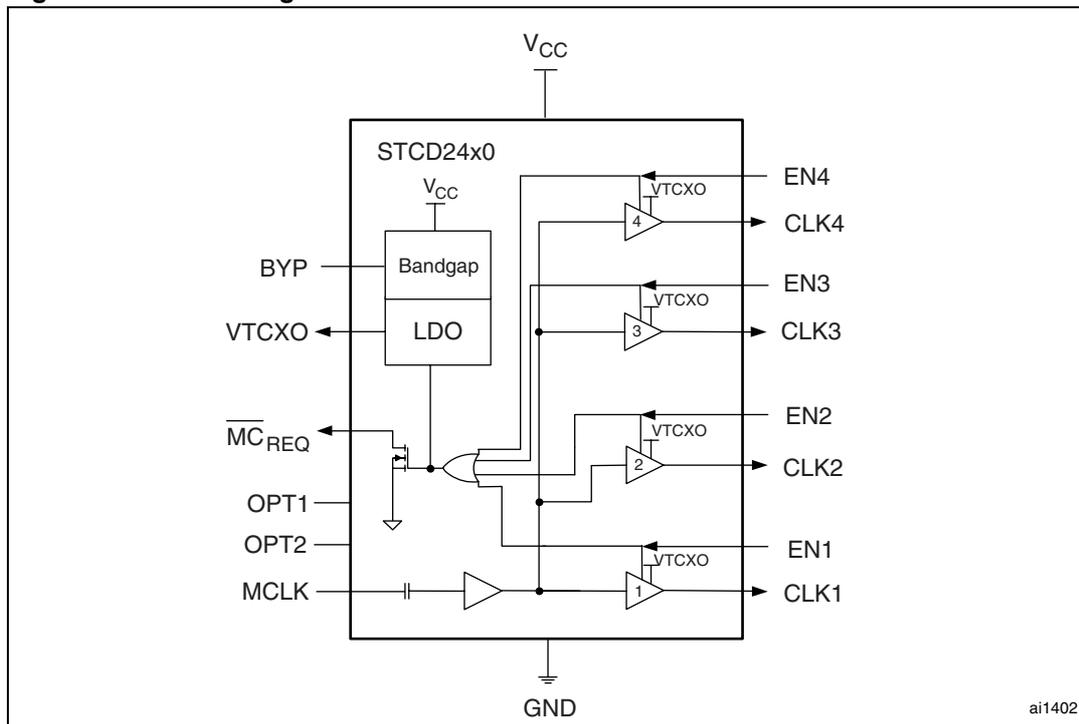 V_CC
STCD24x0
V_CC
Bandgap
LDO
BYP
VTCXO
M̅C̅_REQ
OPT1
OPT2
MCLK
EN4
VTCXO
4
CLK4
EN3
VTCXO
3
CLK3
EN2
VTCXO
2
CLK2
EN1
VTCXO
1
CLK1
GND
ai1402